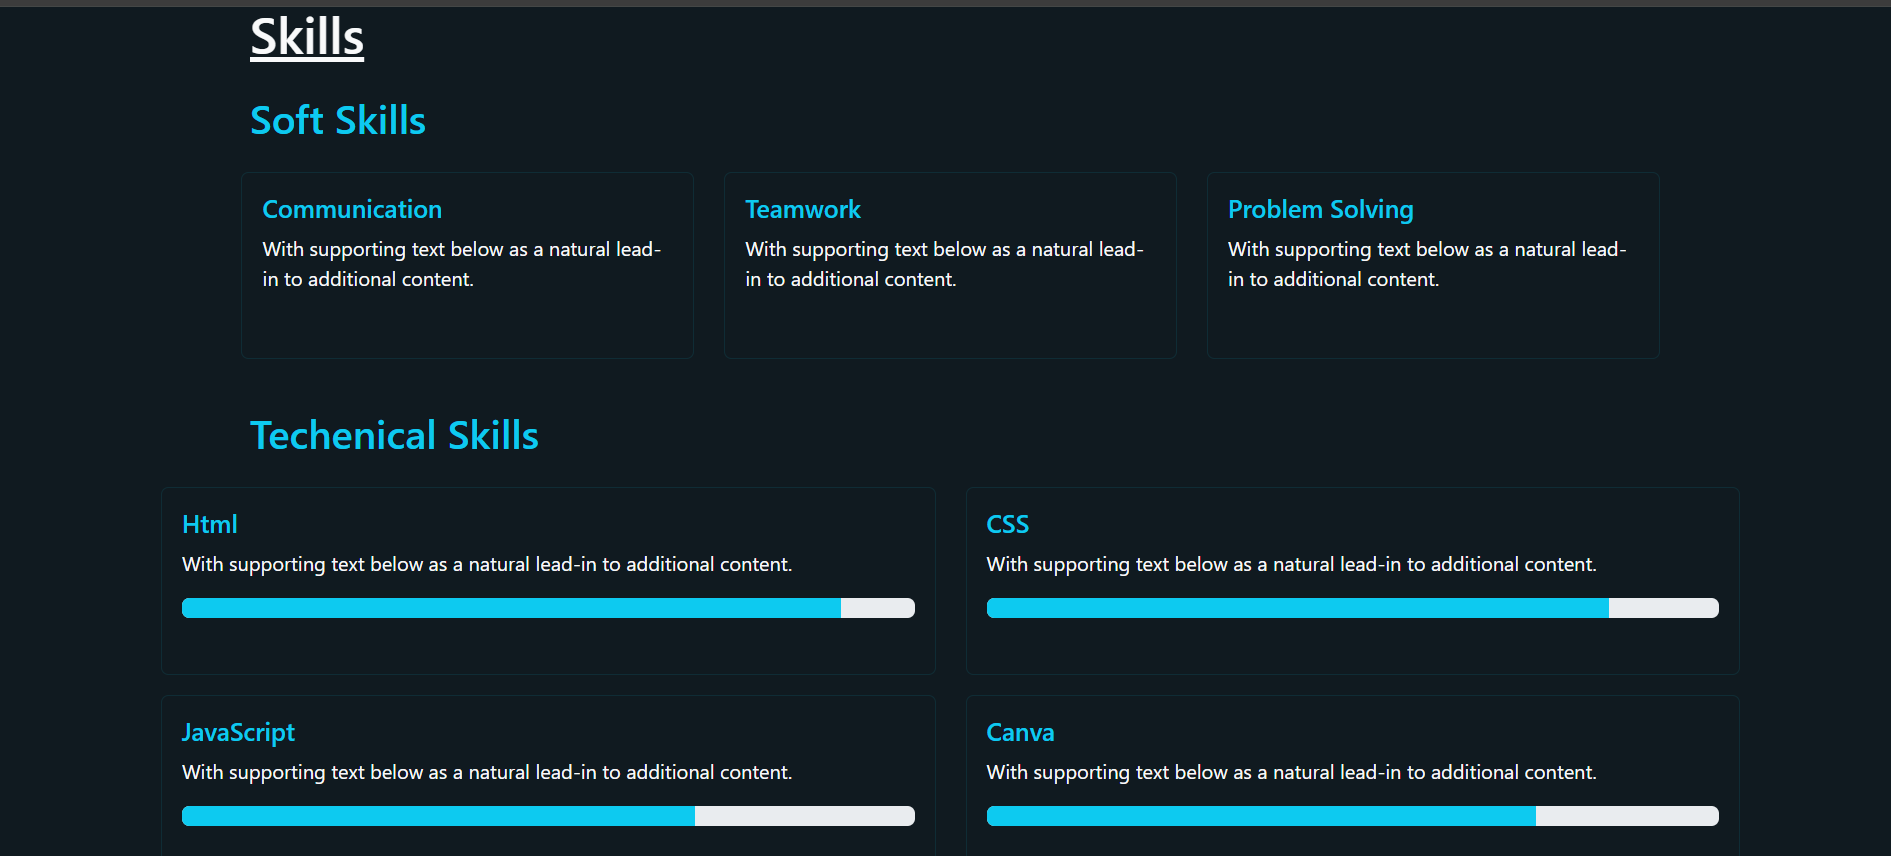 Skills
Soft Skills
Communication
With supporting text below as a natural lead-
in to additional content.
Teamwork
With supporting text below as a natural lead-
in to additional content.
Problem Solving
With supporting text below as a natural lead-
in to additional content.
Techenical Skills
Html
With supporting text below as a natural lead-in to additional content.
CSS
With supporting text below as a natural lead-in to additional content.
JavaScript
With supporting text below as a natural lead-in to additional content.
Canva
With supporting text below as a natural lead-in to additional content.